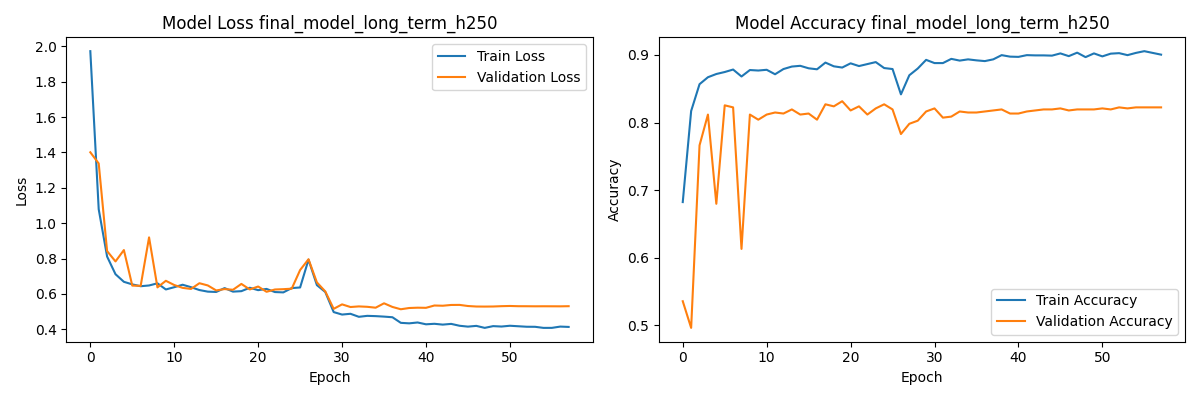 Model Loss final_model_long_term_h250
2.0
1.8
1.6
1.4
1.2
1.0
0.8
0.6
0.4
Loss
0 10 20 30 40 50
Epoch
Train Loss
Validation Loss
Model Accuracy final_model_long_term_h250
0.9
0.8
0.7
0.6
0.5
Accuracy
0 10 20 30 40 50
Epoch
Train Accuracy
Validation Accuracy